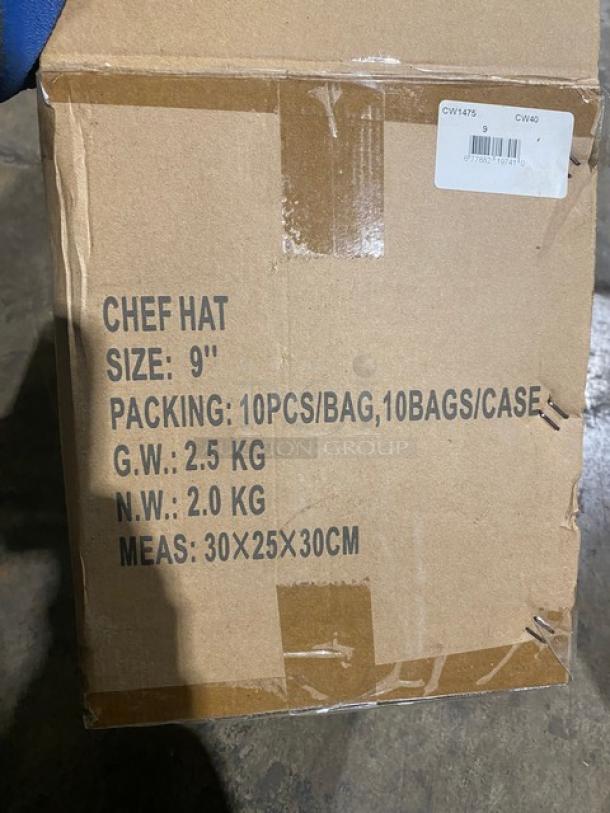 CW1475 CW40
9
CHEF HAT
SIZE: 9"
PACKING: 10PCS/BAG,10BAGS/CASE
G.W.: 2.5 KG
GROUP
N.W.: 2.0 KG
MEAS: 30X25X30CM